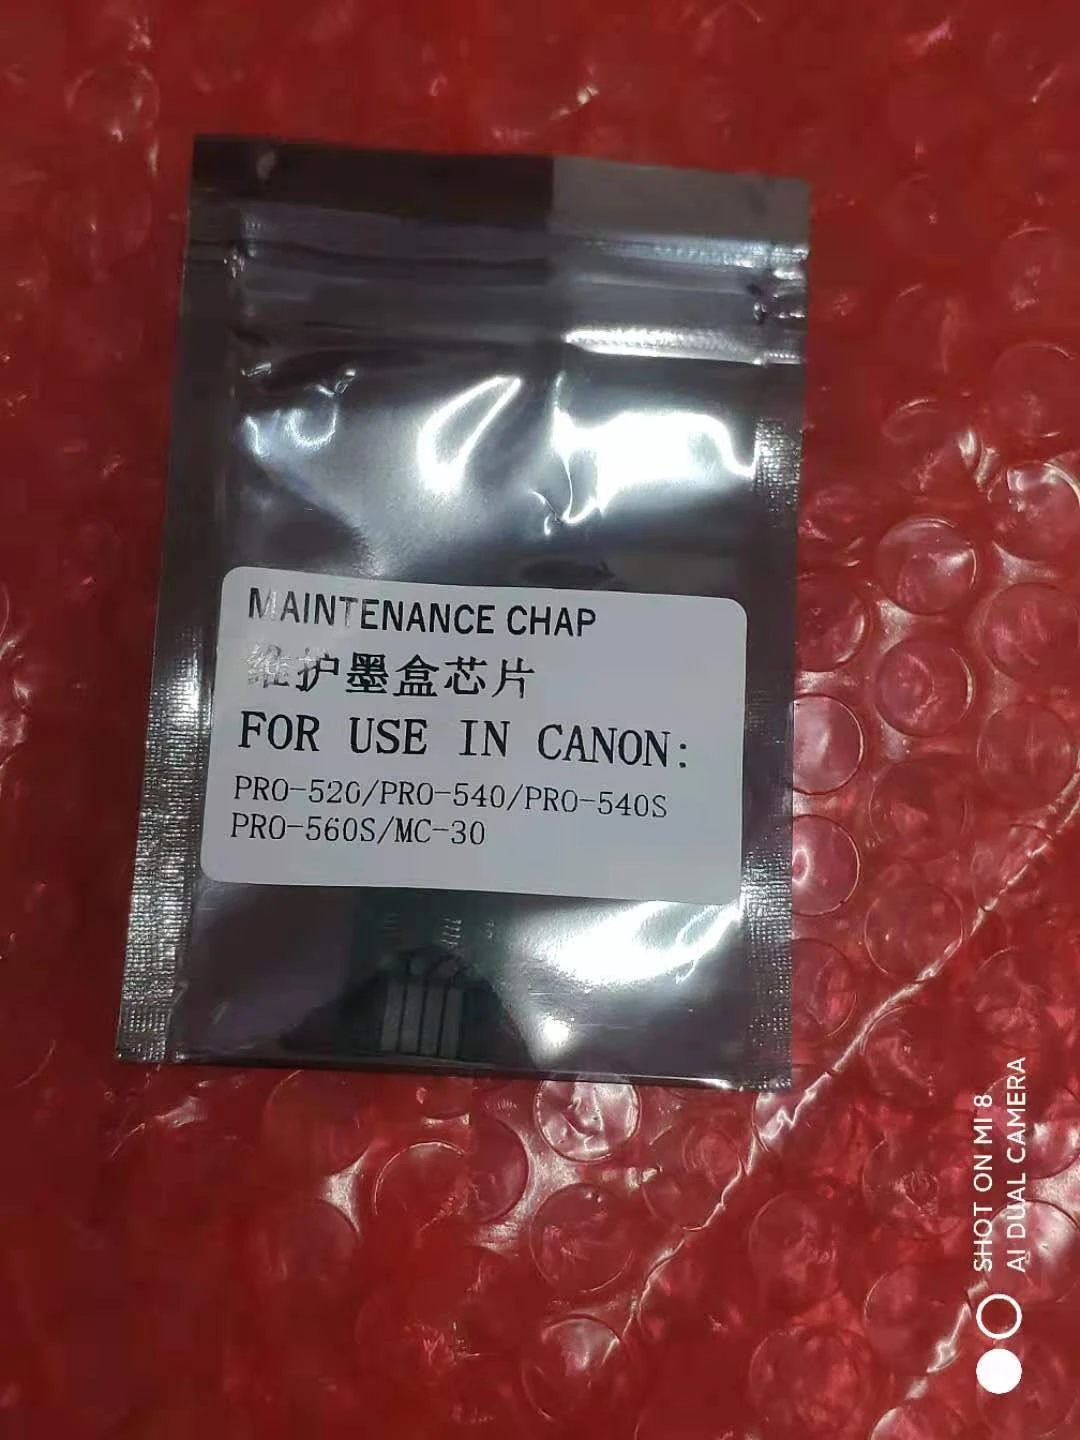 MAINTENANCE CHAP
维护墨盒芯片
FOR USE IN CANON:
PRO-520/PRO-540/PRO-540S
PRO-560S/MC-30
SHOT ON MI 8
AI DUAL CAMERA